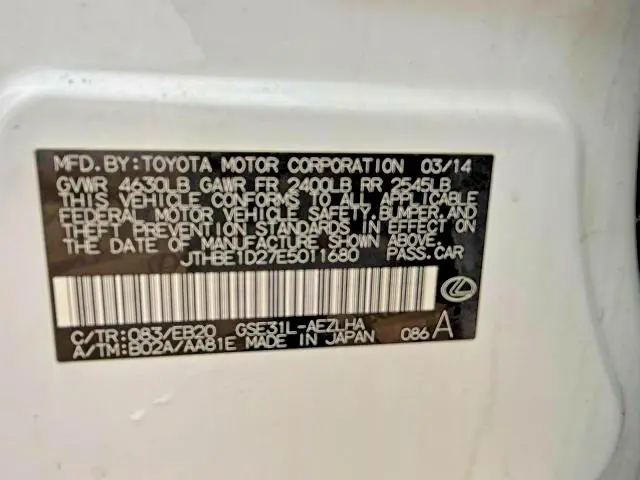 MFD. BY: TOYOTA MOTOR CORPORATION 03/14
GVWR 4630LB GAWR FR 2400LB RR 2545LB
THIS VEHICLE CONFORMS TO ALL APPLICABLE
FEDERAL MOTOR VEHICLE SAFETY, BUMPER, AND
THEFT PREVENTION STANDARDS IN EFFECT ON
THE DATE OF MANUFACTURE SHOWN ABOVE.
JTHBE1D27E5011680 PASS.CAR
C/TR: 083/EB20 GSE31L-AEZLHA
A/TM: B02A/AA81E MADE IN JAPAN 086A